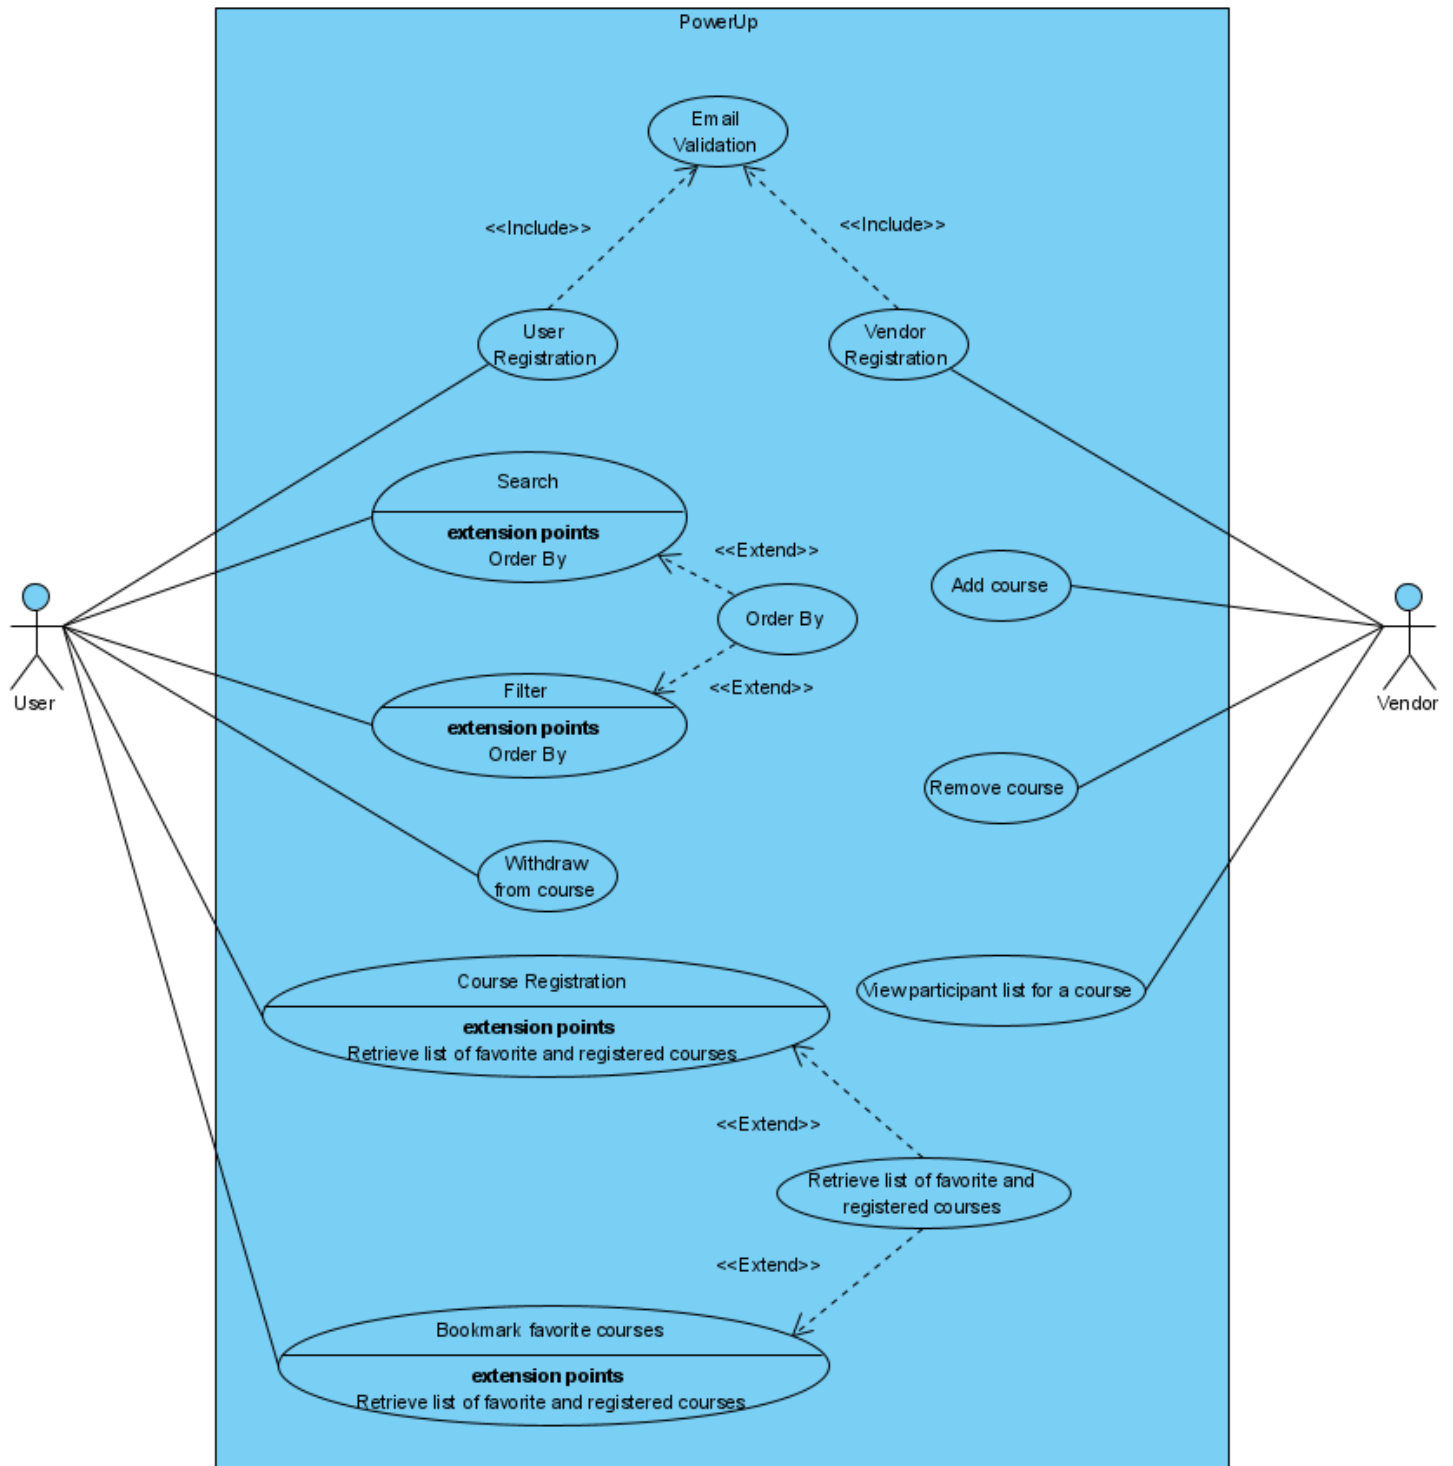 PowerUp
Email
Validation
<<Include>>
<<Include>>
User
Registration
Vendor
Registration
Search
extension points
Order By
<<Extend>>
Order By
<<Extend>>
Filter
extension points
Order By
Add course
User
Vendor
Remove course
Withdraw
from course
Course Registration
extension points
Retrieve list of favorite and registered courses
View participant list for a course
<<Extend>>
Retrieve list of favorite and
registered courses
<<Extend>>
Bookmark favorite courses
extension points
Retrieve list of favorite and registered courses